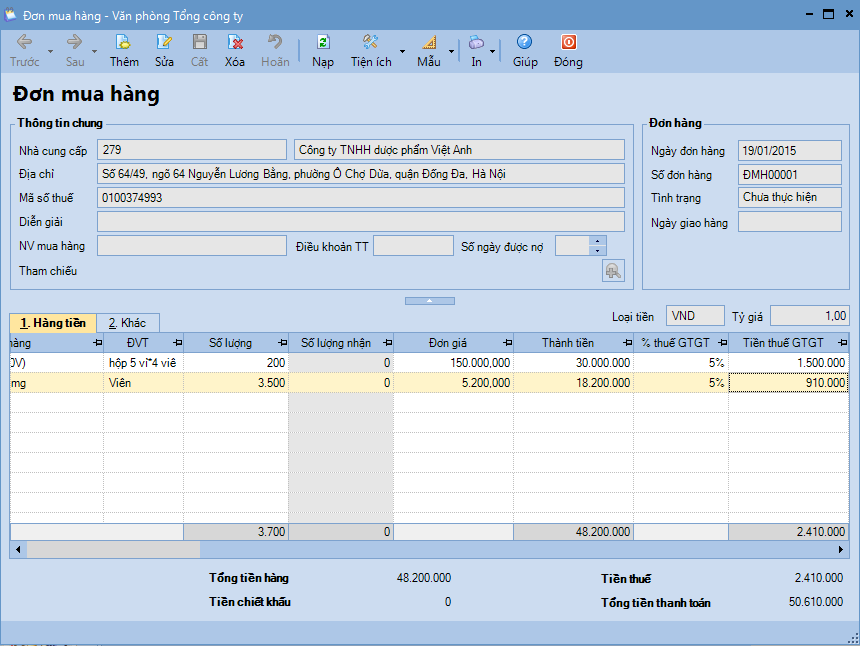 Đơn mua hàng - Văn phòng Tổng công ty
Trước Sau Thêm Sửa Cất Xóa Hoãn Nạp Tiện ích Mẫu In Giúp Đóng
Đơn mua hàng
Thông tin chung
Nhà cung cấp 279 Công ty TNHH dược phẩm Việt Anh
Địa chỉ Số 64/49, ngõ 64 Nguyễn Lương Bằng, phường Ô Chợ Dừa, quận Đống Đa, Hà Nội
Mã số thuế 0100374993
Diễn giải
NV mua hàng Điều khoản TT Số ngày được nợ
Tham chiếu
Đơn hàng
Ngày đơn hàng 19/01/2015
Số đơn hàng ĐMH00001
Tình trạng Chưa thực hiện
Ngày giao hàng
Loại tiền VND Tỷ giá 1,00
1. Hàng tiền 2. Khác
hàng ĐVT Số lượng Số lượng nhận Đơn giá Thành tiền % thuế GTGT Tiền thuế GTGT
0V) hộp 5 vỉ*4 viê 200 0 150.000,000 30.000.000 5% 1.500.000
mg Viên 3.500 0 5.200,000 18.200.000 5% 910.000
3.700 0 48.200.000 2.410.000
Tổng tiền hàng 48.200.000 Tiền thuế 2.410.000
Tiền chiết khấu 0 Tổng tiền thanh toán 50.610.000